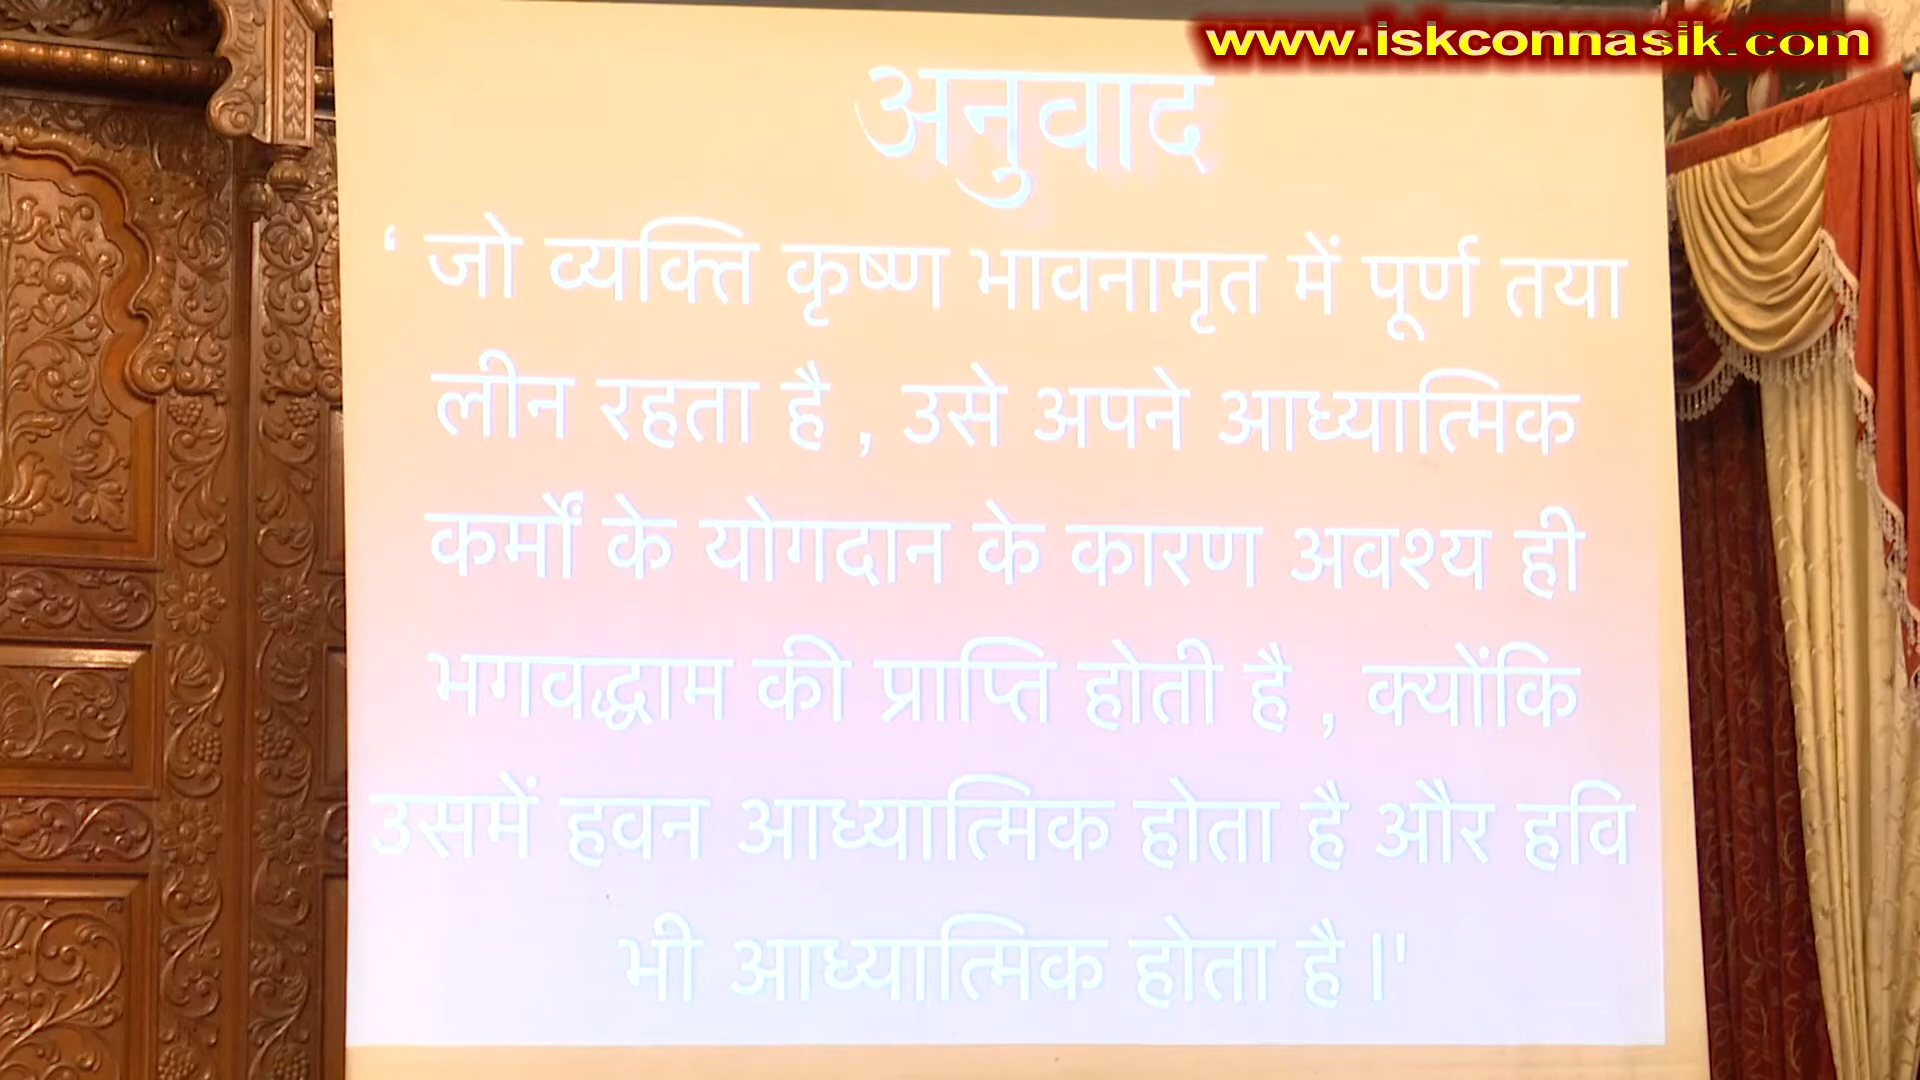 www.iskconnasik.com
अनुवाद
‘ जो व्यक्ति कृष्ण भावनामृत में पूर्ण तया
लीन रहता है , उसे अपने आध्यात्मिक
कर्मों के योगदान के कारण अवश्य ही
भगवद्धाम की प्राप्ति होती है , क्योंकि
उसमें हवन आध्यात्मिक होता है और हवि
भी आध्यात्मिक होता है |'